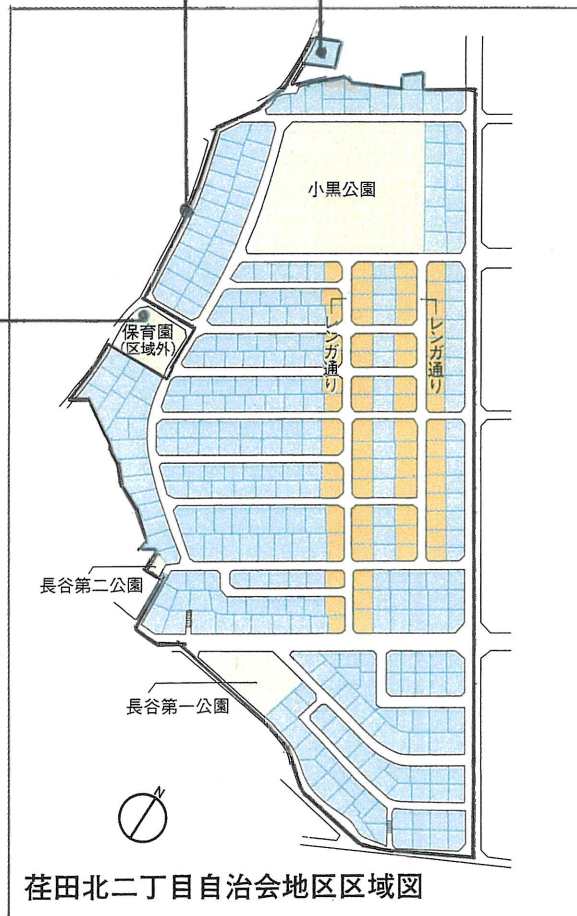 小黒公園
保育園
(区域外)
レンガ通り
レンガ通り
長谷第二公園
長谷第一公園
N
荏田北二丁目自治会地区区域図